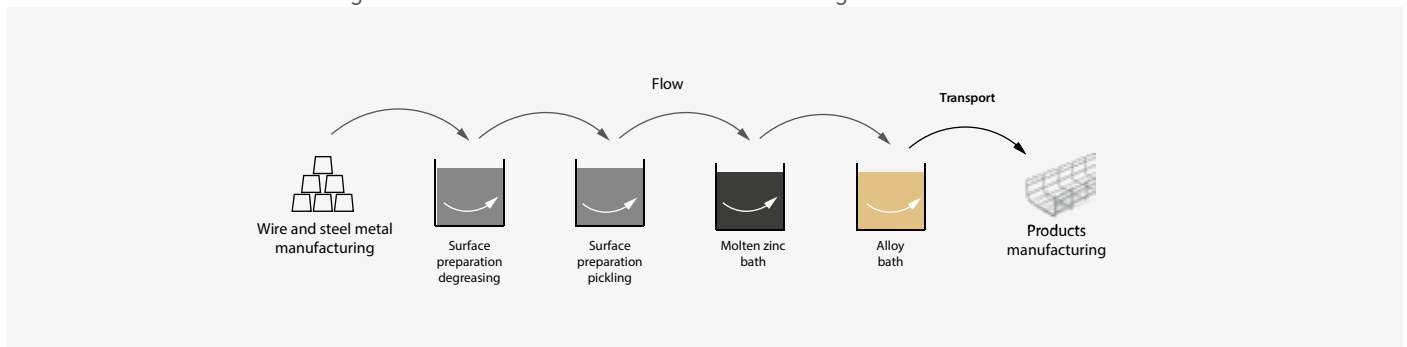 Flow
Transport
Wire and steel metal
manufacturing
Surface
preparation
degreasing
Surface
preparation
pickling
Molten zinc
bath
Alloy
bath
Products
manufacturing